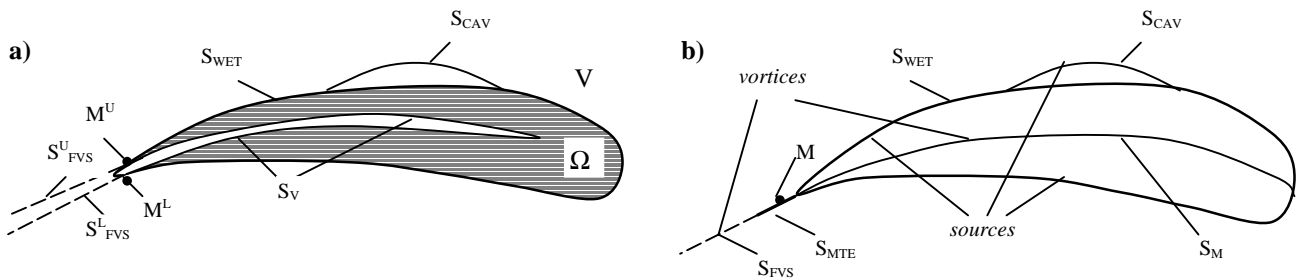 a)
S_WET
S_CAV
V
M^U
S^U_FVS
S^L_FVS
M^L
S_V
Ω
b)
S_WET
S_CAV
vortices
M
sources
S_MTE
S_FVS
S_M